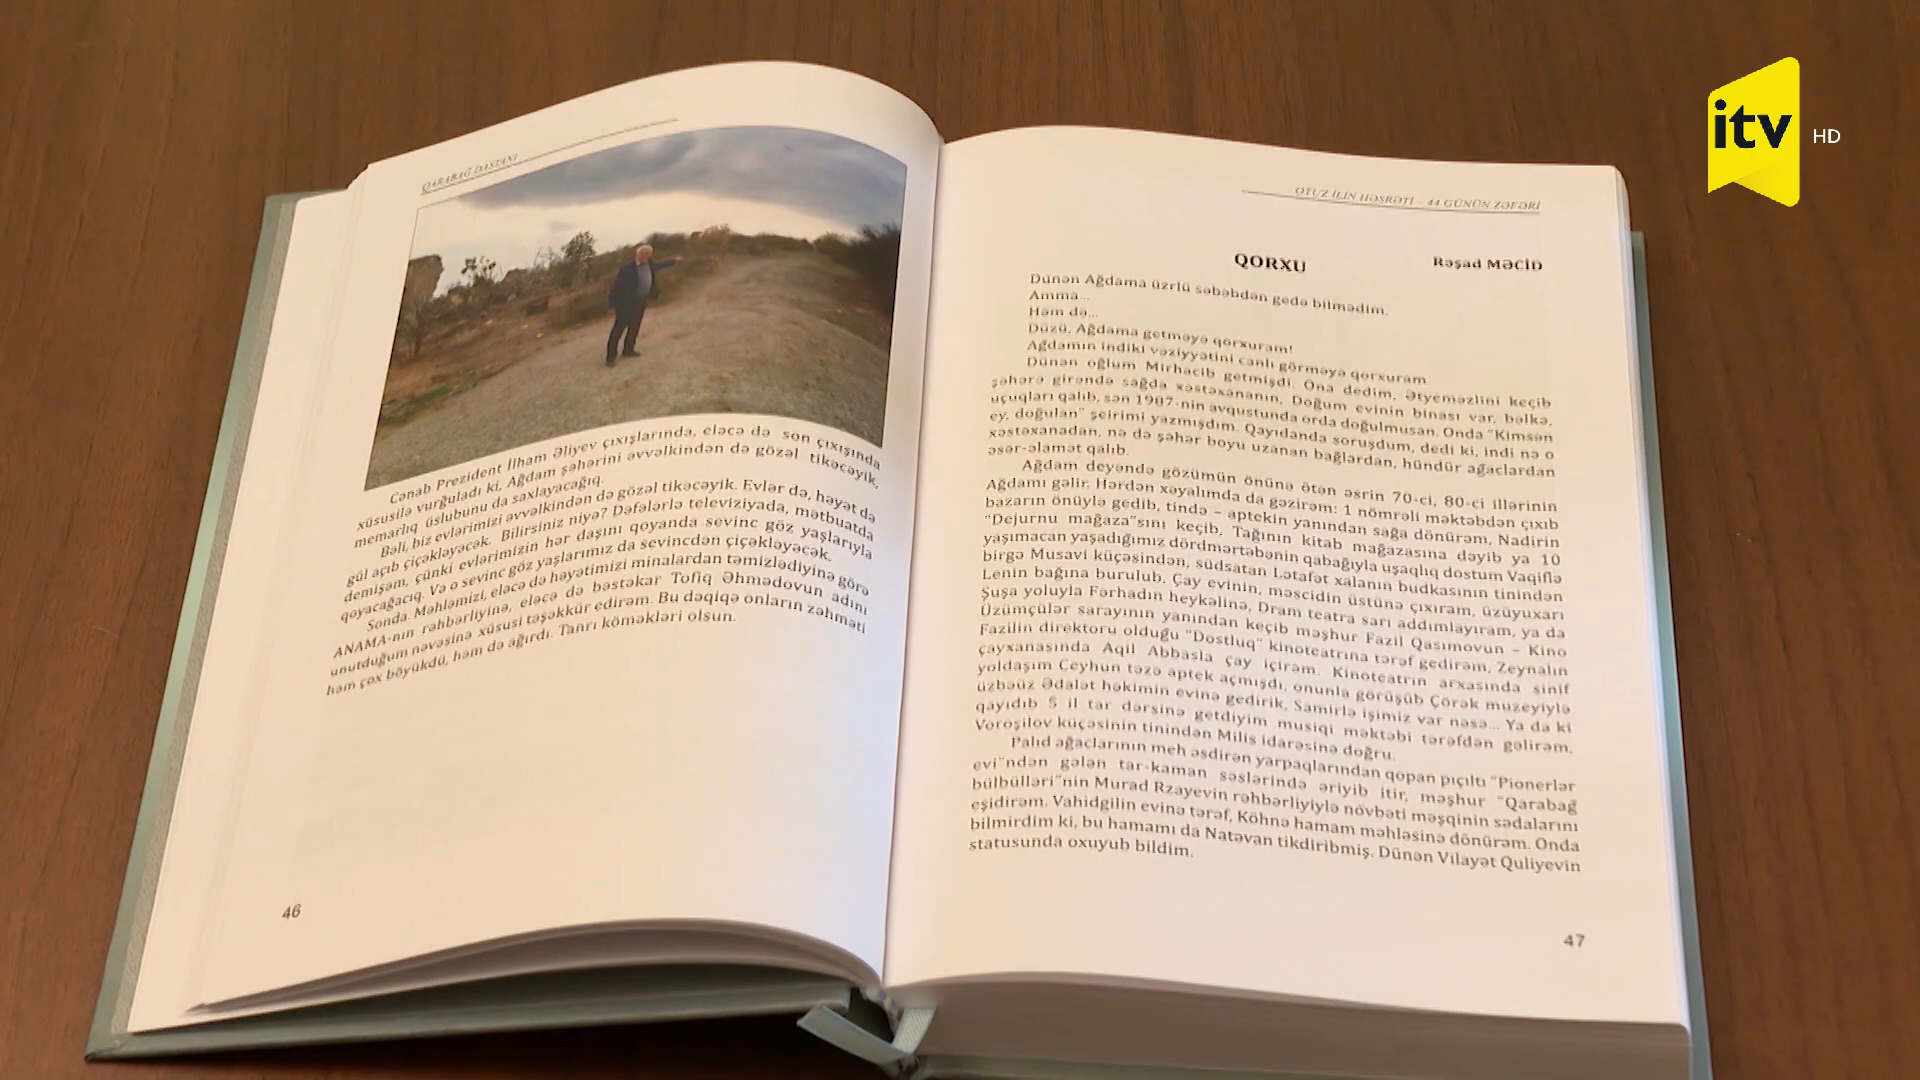 itv HD
QARABAĞ DASTANI
Cənab Prezident İlham Əliyev çıxışlarında, eləcə də son çıxışında
xüsusilə vurğuladı ki, Ağdam şəhərini əvvəlkindən də gözəl tikəcəyik,
memarlıq üslubunu da saxlayacağıq.
Bəli, biz evlərimizi əvvəlkindən də gözəl tikəcəyik. Evlər də, həyət də
gül açıb çiçəkləyəcək. Bilirsiniz niyə? Dəfələrlə televiziyada, mətbuatda
demişəm, çünki evlərimizin hər daşını qoyanda sevinc göz yaşlarıyla
qoyacağacıq. Və o sevinc göz yaşlarımız da sevincdən çiçəkləyəcək.
Sonda. Məhləmizi, eləcə də həyətimizi minalardan təmizlədiyinə görə
ANAMA-nın rəhbərliyinə, eləcə də bəstəkar Tofiq Əhmədovun adını
unutduğum nəvəsinə xüsusi təşəkkür edirəm. Bu dəqiqə onların zəhməti
həm çox böyükdü, həm də ağırdı. Tanrı köməkləri olsun.
46
OTUZ İLİN HƏSRƏTİ – 44 GÜNÜN ZƏFƏRİ
QORXU
Rəşad MƏCİD
Dünən Ağdama üzrlü səbəbdən gedə bilmədim.
Amma...
Həm də...
Düzü, Ağdama getməyə qorxuram!
Ağdamın indiki vəziyyətini canlı görməyə qorxuram.
Dünən oğlum Mirhacib getmişdi. Ona dedim, Ətyeməzlini keçib
şəhərə girəndə sağda xəstəxananın, Doğum evinin binası var, bəlkə,
uçuqları qalıb, sən 1987-nin avqustunda orda doğulmusan. Onda "Kimsən
ey, doğulan" şeirimi yazmışdım. Qayıdanda soruşdum, dedi ki, indi nə o
xəstəxanadan, nə də şəhər boyu uzanan bağlardan, hündür ağaclardan
əsər-əlamət qalıb.
Ağdam deyəndə gözümün önünə ötən əsrin 70-ci, 80-ci illərinin
Ağdamı gəlir. Hərdən xəyalımda da gəzirəm: 1 nömrəli məktəbdən çıxıb
bazarın önüylə gedib, tində – aptekin yanından sağa dönürəm, Nadirin
"Dejurnu mağaza"sını keçib, Tağının kitab mağazasına dəyib ya 10
yaşımacan yaşadığımız dördmərtəbənin qabağıyla uşaqlıq dostum Vaqiflə
birgə Musavi küçəsindən, südsatan Lətafət xalanın budkasının tinindən
Lenin bağına burulub, Çay evinin, məscidin üstünə çıxıram, üzüyuxarı
Şuşa yoluyla Fərhadın heykəlinə, Dram teatra sarı addımlayıram, ya da
Üzümçülər sarayının yanından keçib məşhur Fazil Qasımovun – Kino
Fazilin direktoru olduğu "Dostluq" kinoteatrına tərəf gedirəm, Zeynalın
çayxanasında Aqil Abbasla çay içirəm. Kinoteatrın arxasında sinif
yoldaşım Ceyhun təzə aptek açmışdı, onunla görüşüb Çörək muzeyiylə
üzbəüz Ədalət həkimin evinə gedirik, Samirlə işimiz var nəsə... Ya da ki
qayıdıb 5 il tar dərsinə getdiyim musiqi məktəbi tərəfdən gəlirəm,
Voroşilov küçəsinin tinindən Milis idarəsinə doğru.
Palıd ağaclarının meh əsdirən yarpaqlarından qopan pıçıltı "Pionerlər
evi"ndən gələn tar-kaman səslərində əriyib itir, məşhur "Qarabağ
bülbülləri"nin Murad Rzayevin rəhbərliyiylə növbəti məşqinin sədalarını
eşidirəm. Vahidgilin evinə tərəf, Köhnə hamam məhləsinə dönürəm. Onda
bilmirdim ki, bu hamamı da Natəvan tikdiribmiş. Dünən Vilayət Quliyevin
statusunda oxuyub bildim.
47